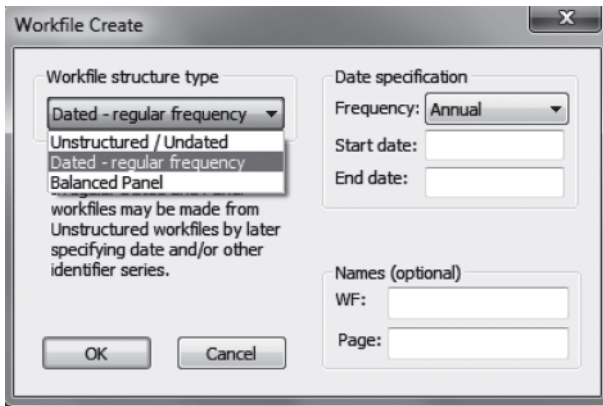 Workfile Create
Workfile structure type
Dated - regular frequency
Unstructured / Undated
Dated - regular frequency
Balanced Panel
workfiles may be made from
Unstructured workfiles by later
specifying date and/or other
identifier series.
OK
Cancel
Date specification
Frequency: Annual
Start date:
End date:
Names (optional)
WF:
Page: